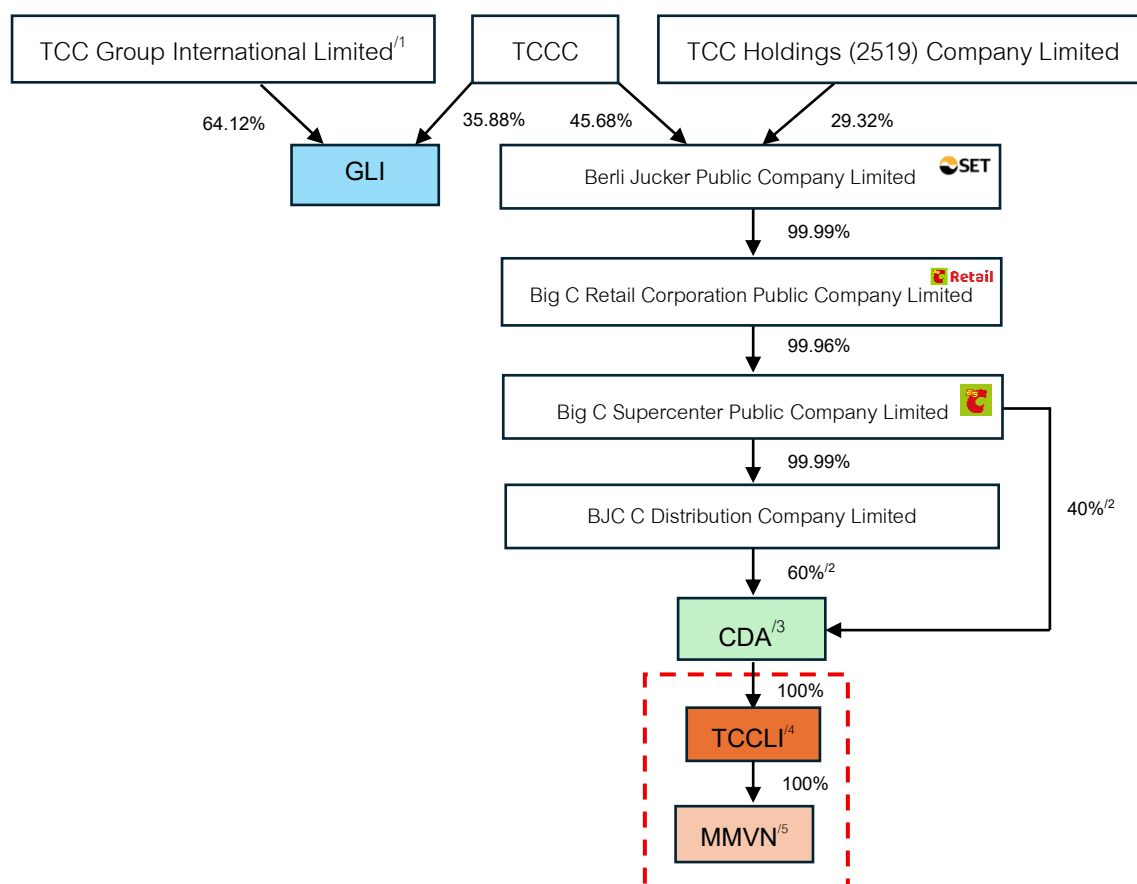 TCC Group International Limited/1
TCCC
TCC Holdings (2519) Company Limited
64.12%
35.88%
45.68%
29.32%
GLI
Berli Jucker Public Company Limited
SET
99.99%
Big C Retail Corporation Public Company Limited
C Retail
99.96%
Big C Supercenter Public Company Limited
Big C
99.99%
BJC C Distribution Company Limited
40%/2
60%/2
CDA/3
100%
TCCLI/4
100%
MMVN/5